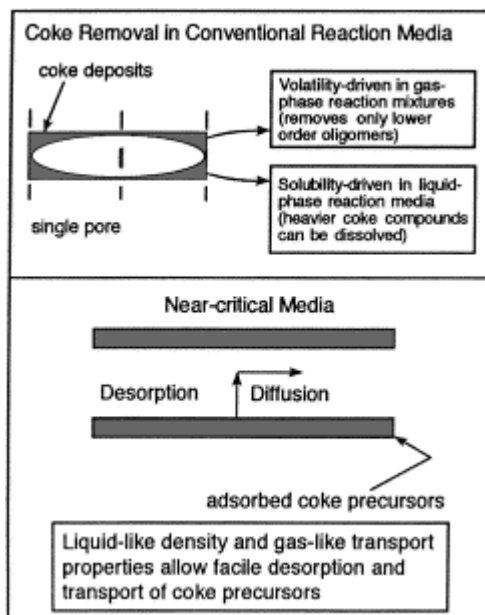 Coke Removal in Conventional Reaction Media
coke deposits
Volatility-driven in gas-
phase reaction mixtures
(removes only lower
order oligomers)
Solubility-driven in liquid-
phase reaction media
(heavier coke compounds
can be dissolved)
single pore
Near-critical Media
Desorption
Diffusion
adsorbed coke precursors
Liquid-like density and gas-like transport
properties allow facile desorption and
transport of coke precursors